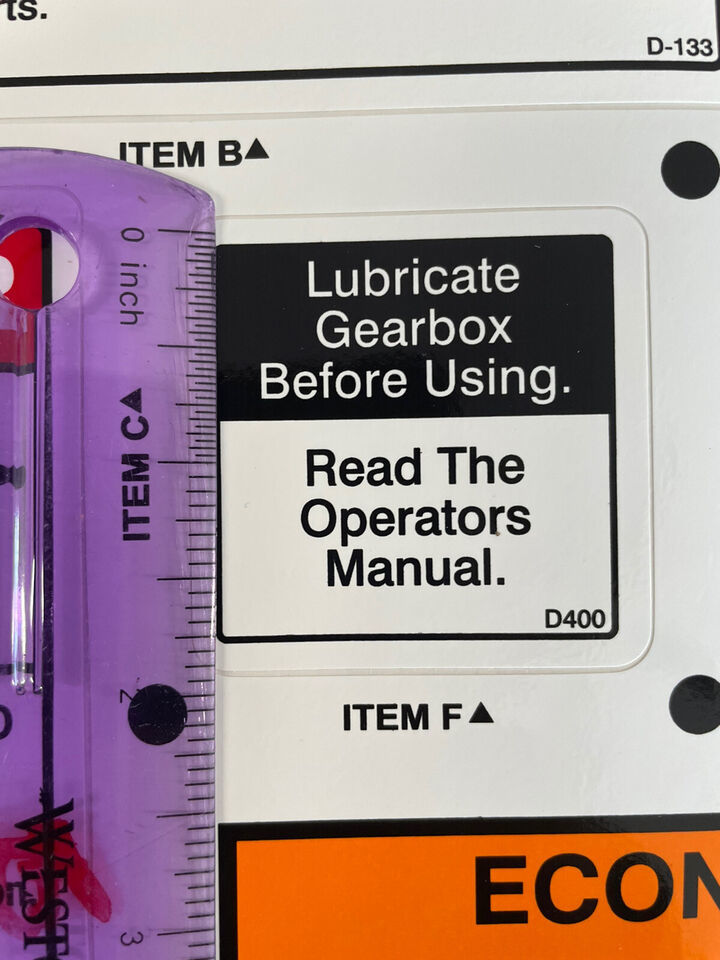 ts.
D-133
ITEM B▲
0 inch
ITEM C▲
Lubricate
Gearbox
Before Using.
Read The
Operators
Manual.
D400
2
ITEM F▲
3
WEST
ECON